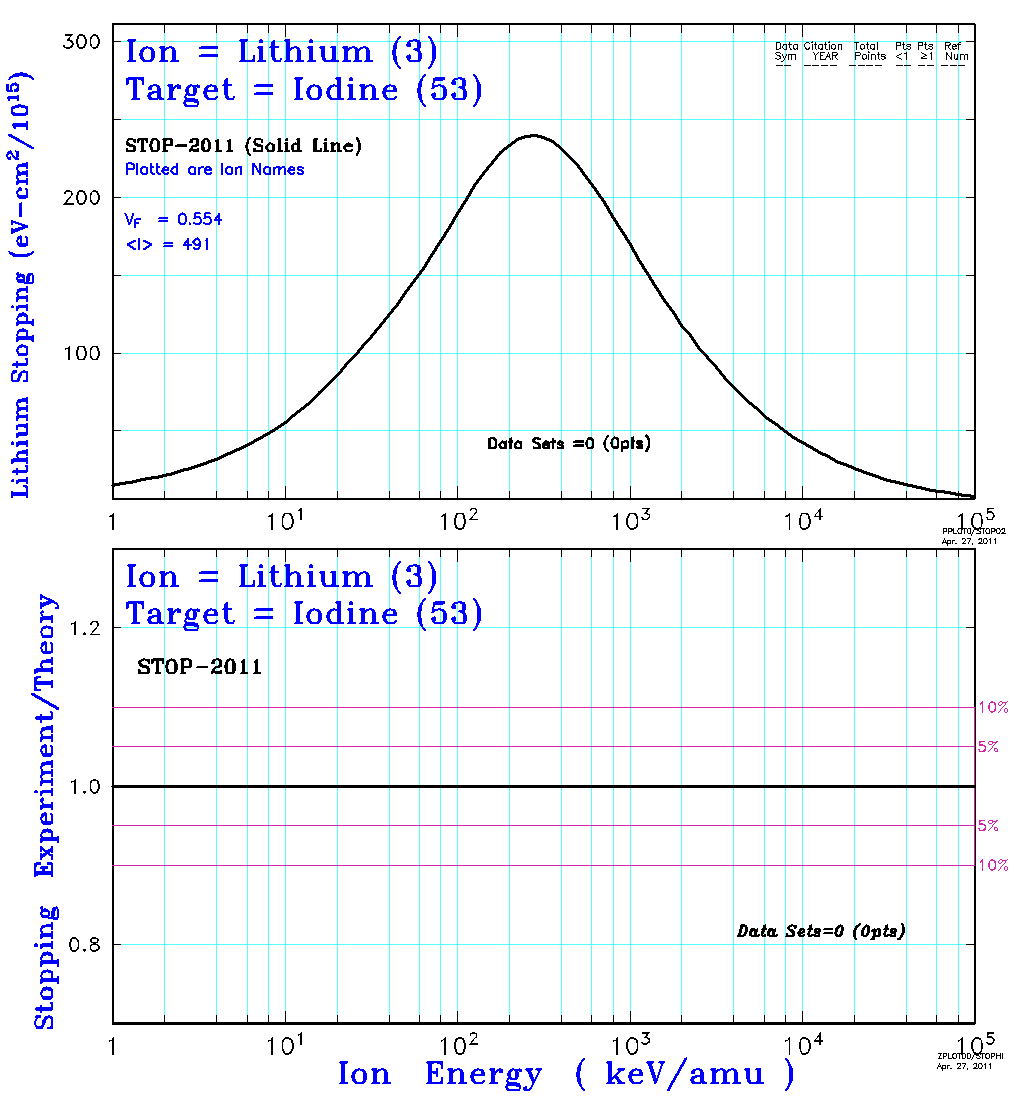 Ion = Lithium (3)
Target = Iodine (53)
Data Citation Total Pts Pts Ref
Sym YEAR Points <1 ≥1 Num
STOP-2011 (Solid Line)
Plotted are Ion Names
V_F = 0.554
<I> = 491
Lithium Stopping (eV-cm²/10¹⁵)
300
200
100
Data Sets =0 (0pts)
1 10¹ 10² 10³ 10⁴ 10⁵
PPLOT0/STOP02
Apr. 27, 2011
Ion = Lithium (3)
Target = Iodine (53)
STOP-2011
Stopping Experiment/Theory
1.2
1.0
0.8
10%
5%
5%
10%
Data Sets=0 (0pts)
1 10¹ 10² 10³ 10⁴ 10⁵
Ion Energy ( keV/amu )
Apr. 27, 2011